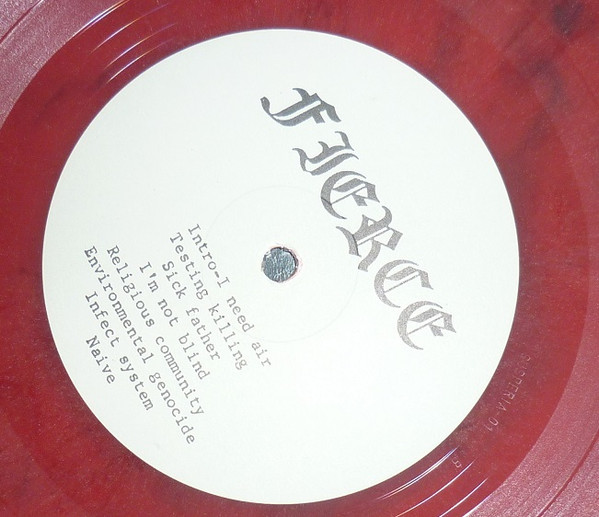 FIERCE
Intro-I need air
Testing killing
Sick father
I'm not blind
Religious community
Environmental genocide
Infect system
Naive